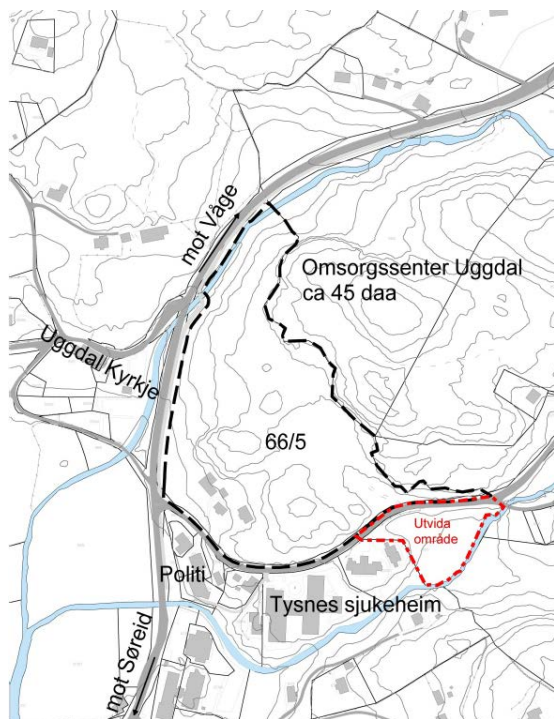 mot Våge
Omsorgssenter Uggdal
ca 45 daa
Uggdal Kyrkje
66/5
Utvida
område
Politi
Tysnes sjukeheim
mot Søreid